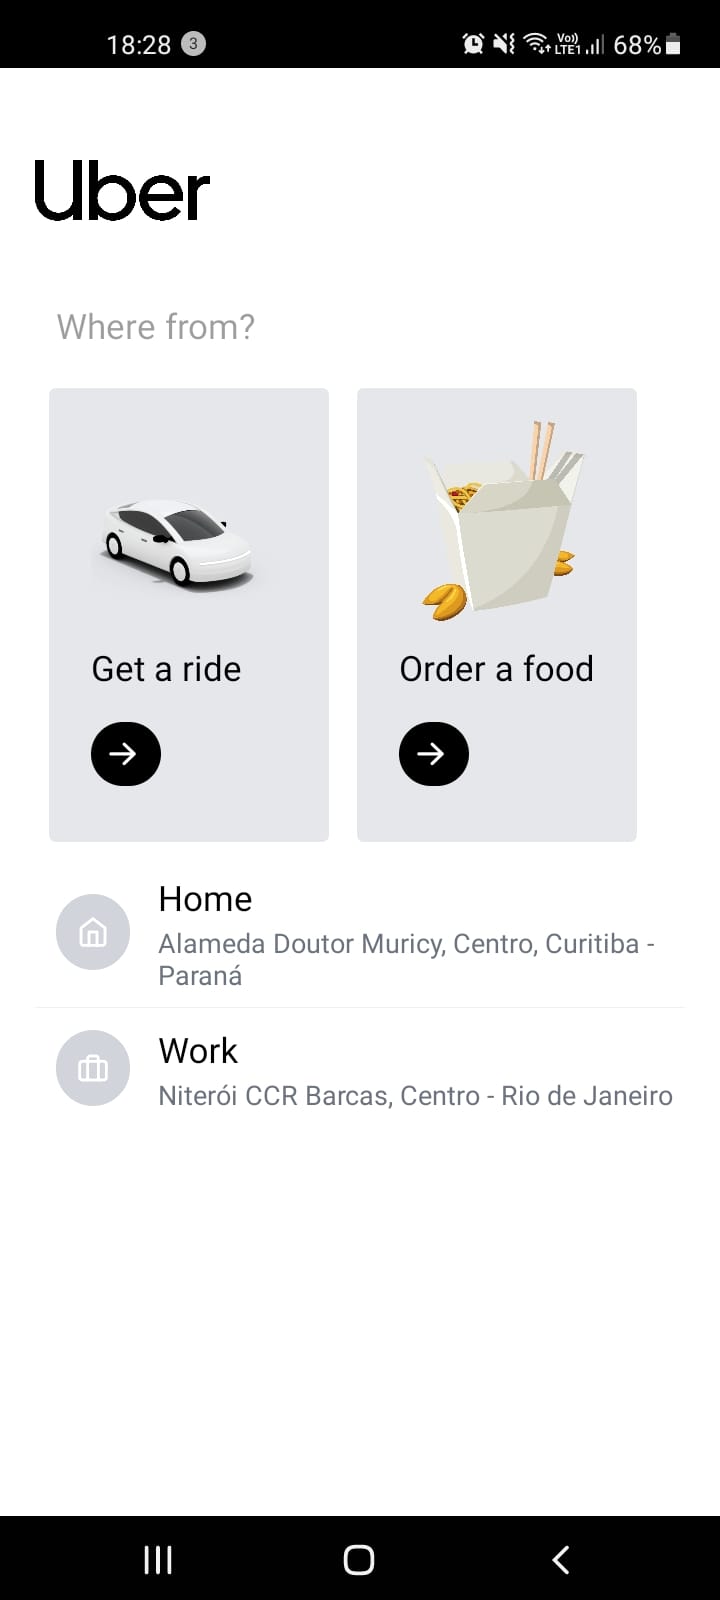 18:28 3 Vo)) LTE1 68%
Uber
Where from?
Get a ride
Order a food
Home
Alameda Doutor Muricy, Centro, Curitiba -
Paraná
Work
Niterói CCR Barcas, Centro - Rio de Janeiro